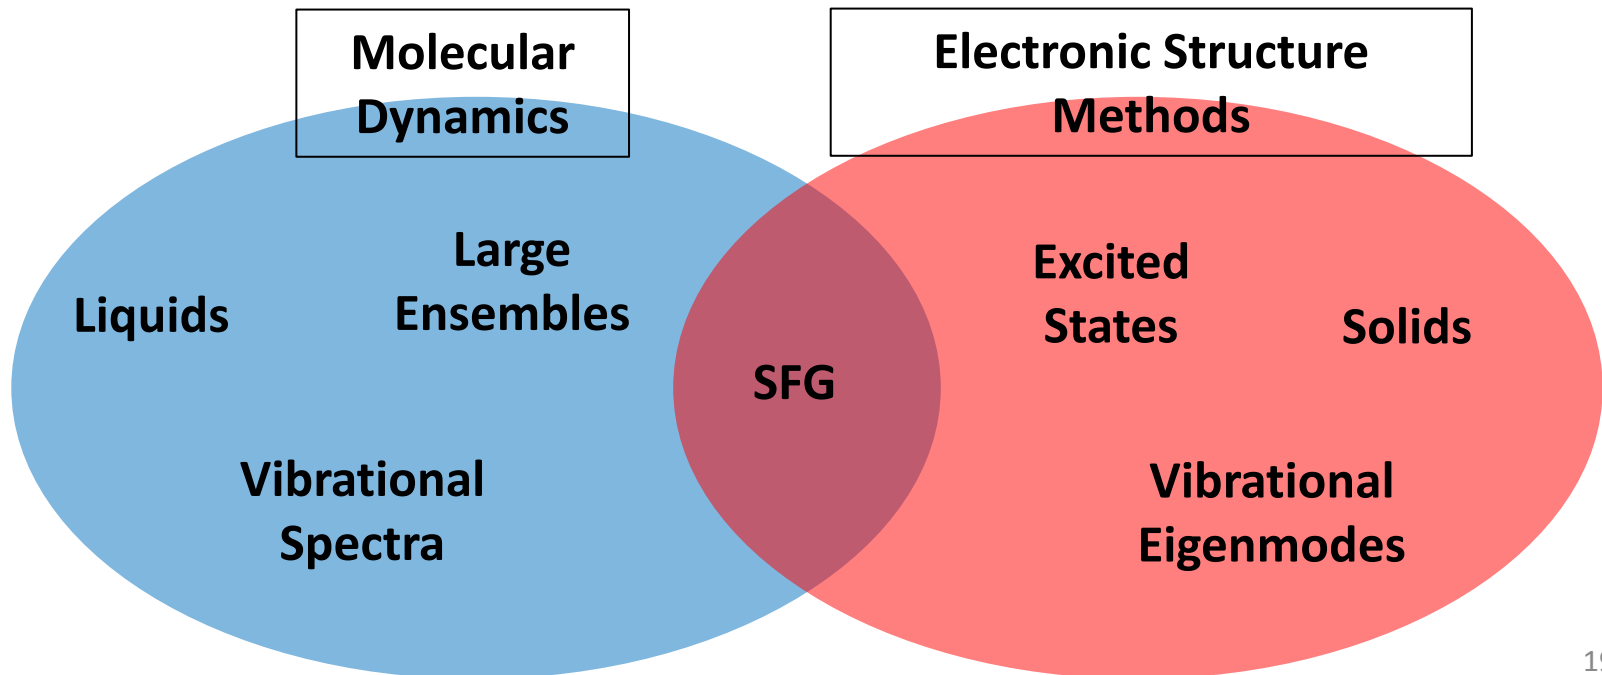 Molecular
Dynamics
Electronic Structure
Methods
Large
Ensembles
Liquids
Vibrational
Spectra
SFG
Excited
States
Solids
Vibrational
Eigenmodes